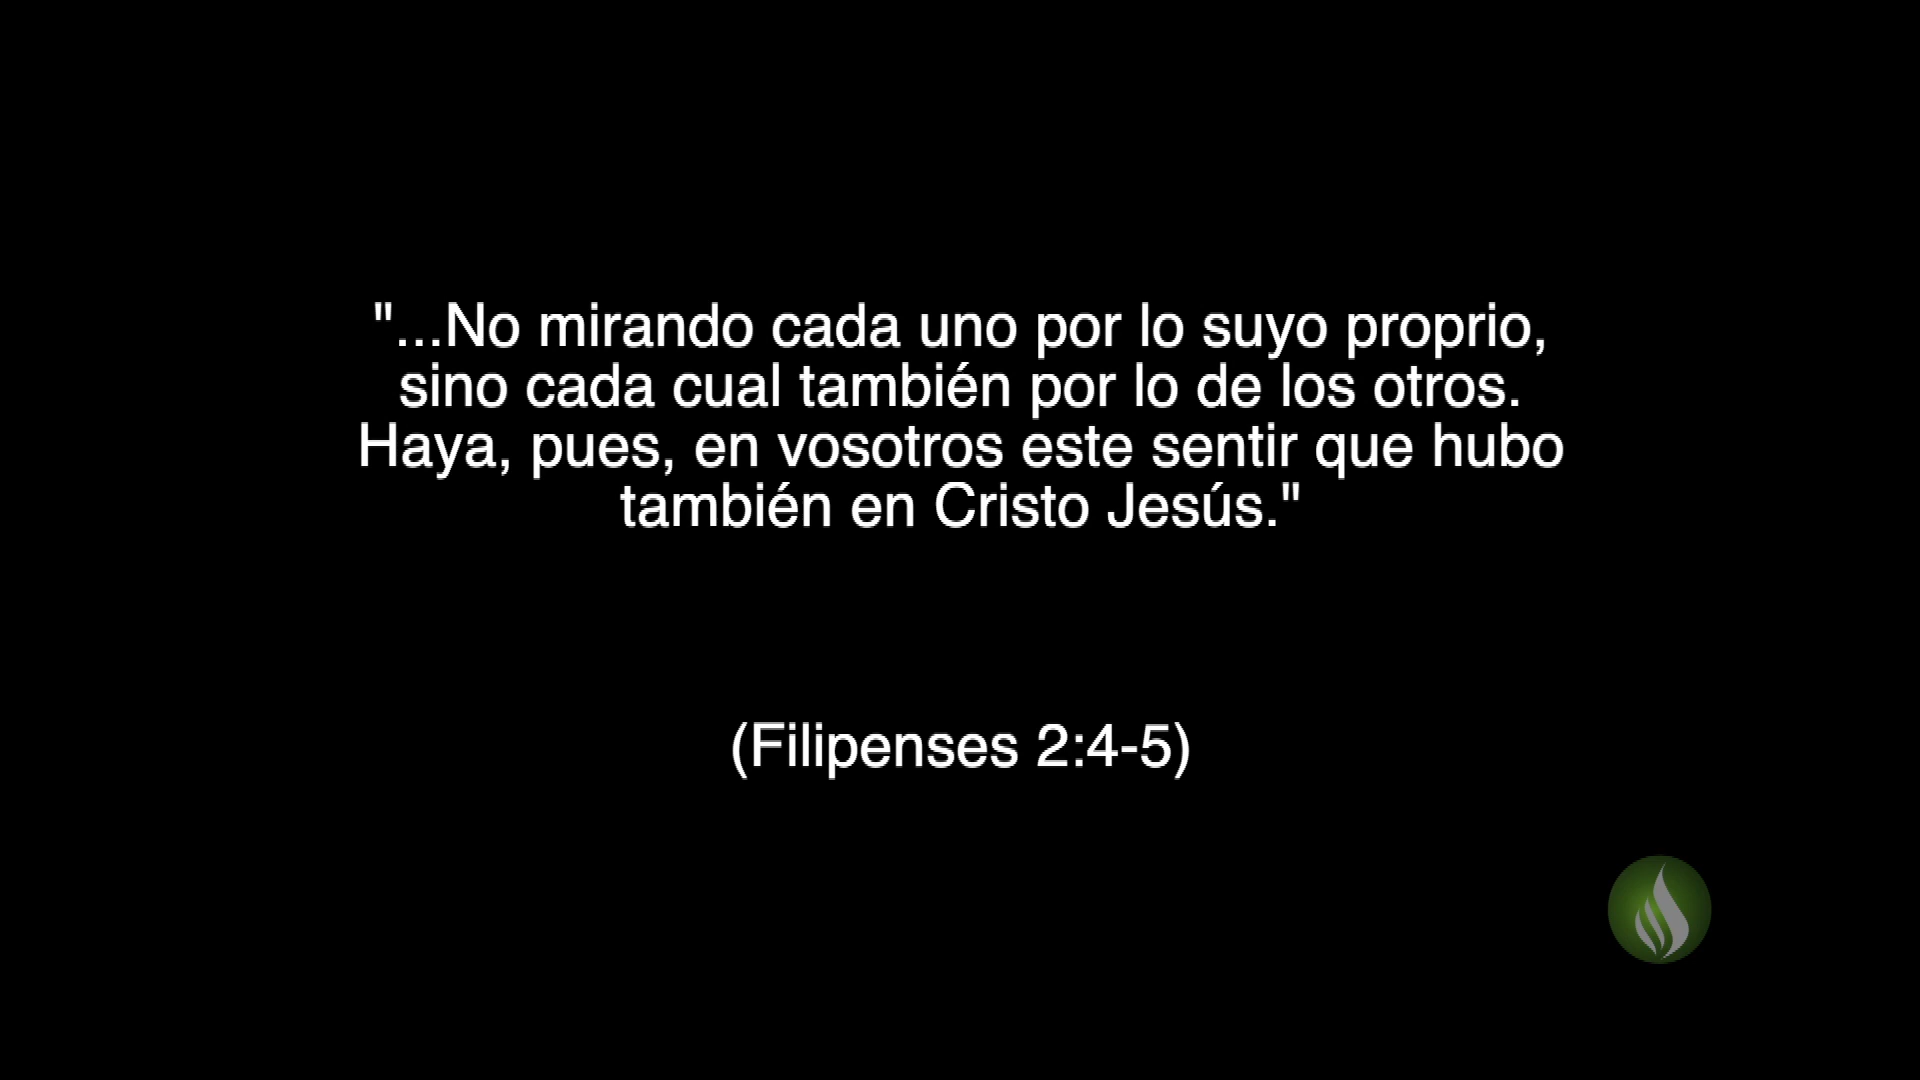 "...No mirando cada uno por lo suyo proprio,
sino cada cual también por lo de los otros.
Haya, pues, en vosotros este sentir que hubo
también en Cristo Jesús."
(Filipenses 2:4-5)